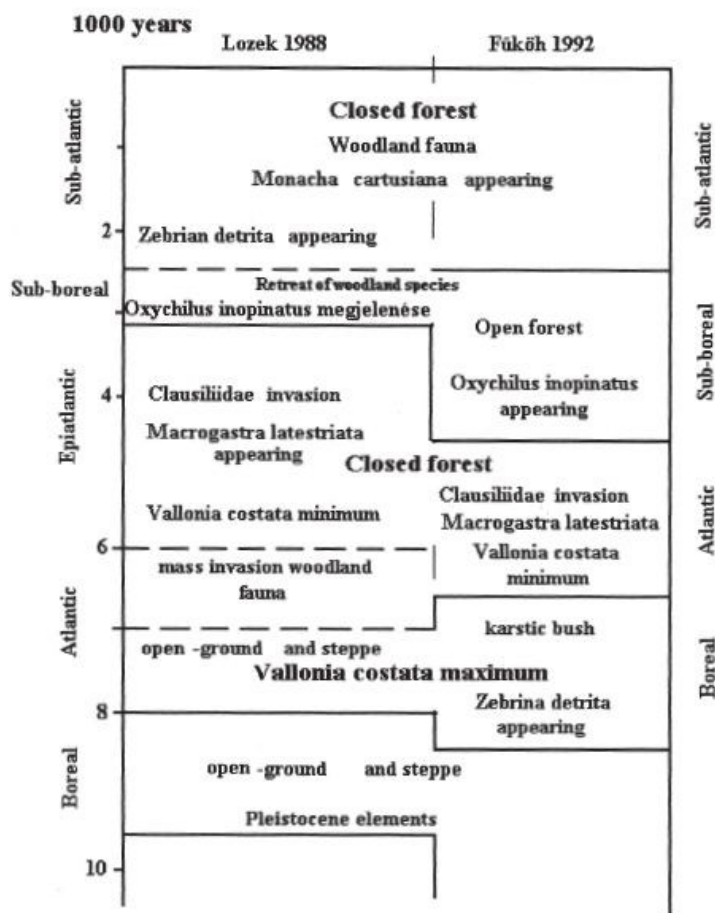 1000 years
Lozek 1988
Fúköh 1992
Closed forest
Woodland fauna
Monacha cartusiana appearing
Sub-atlantic
Sub-atlantic
2
Zebrian detrita appearing
Sub-boreal
Retreat of woodland species
Oxychilus inopinatus megjelenése
Open forest
Sub-boreal
4
Clausiliidae invasion
Oxychilus inopinatus
appearing
Epiatlantic
Macrogastra latestriata
appearing
Closed forest
Clausiliidae invasion
Macrogastra latestriata
Atlantic
Vallonia costata minimum
6
Vallonia costata
minimum
mass invasion woodland
fauna
Atlantic
karstic bush
open -ground and steppe
Vallonia costata maximum
Boreal
Zebrina detrita
appearing
8
Boreal
open -ground and steppe
Pleistocene elements
10